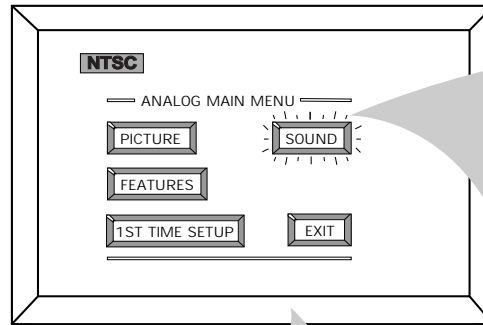 NTSC
ANALOG MAIN MENU
PICTURE SOUND
FEATURES
1ST TIME SETUP EXIT